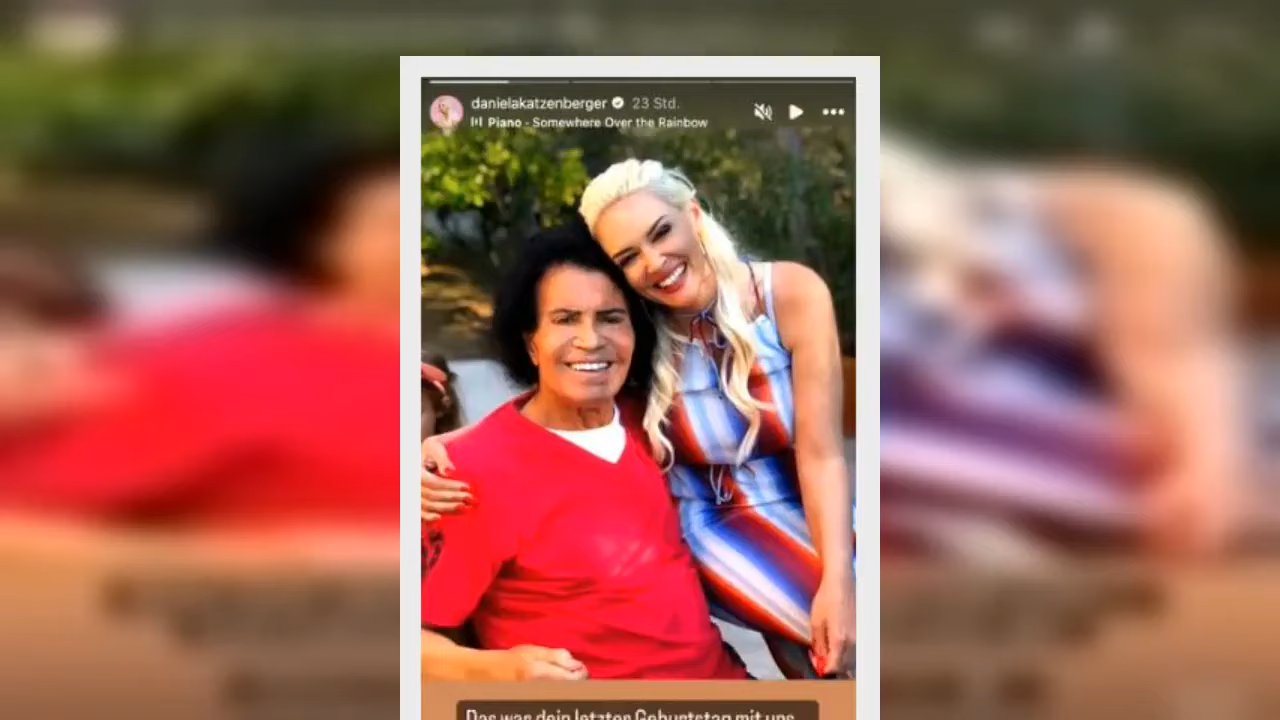 danielakatzenberger 23 Std.
Piano - Somewhere Over the Rainbow
Das war dein letzter Geburtstag mit uns